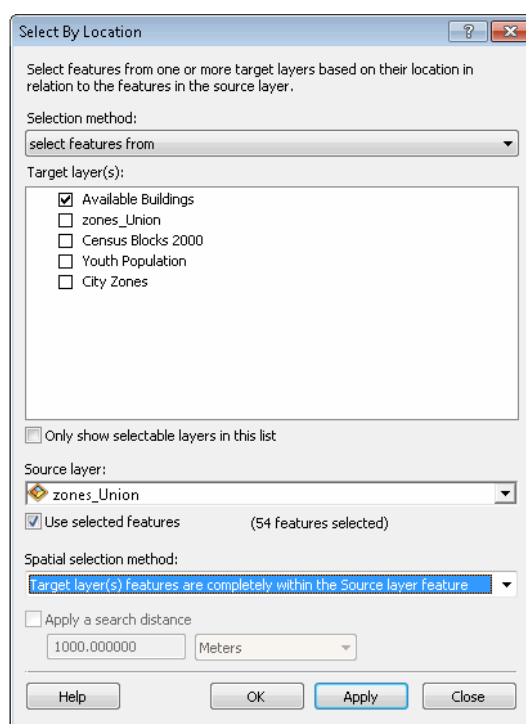 Select By Location
Select features from one or more target layers based on their location in
relation to the features in the source layer.
Selection method:
select features from
Target layer(s):
Available Buildings
zones_Union
Census Blocks 2000
Youth Population
City Zones
Only show selectable layers in this list
Source layer:
zones_Union
Use selected features (54 features selected)
Spatial selection method:
Target layer(s) features are completely within the Source layer feature
Apply a search distance
1000.000000 Meters
Help OK Apply Close